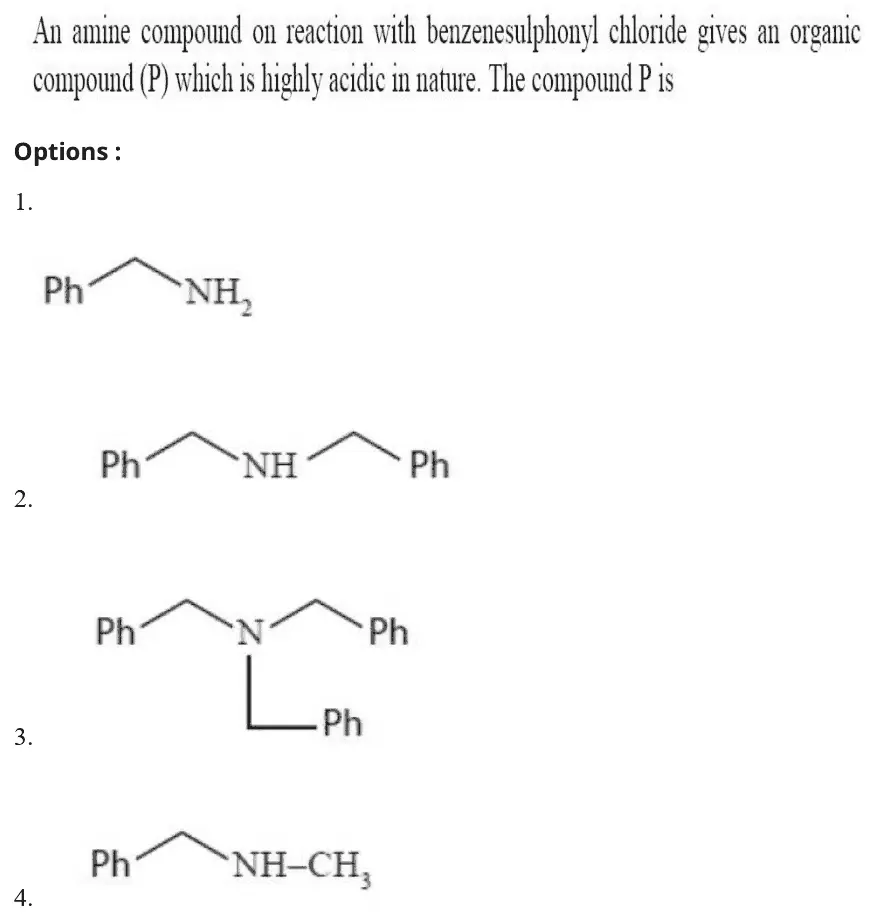 An amine compound on reaction with benzenesulphonyl chloride gives an organic
compound (P) which is highly acidic in nature. The compound P is
Options :
1.
Ph NH₂
Ph NH Ph
2.
Ph N Ph
Ph
3.
Ph NH–CH₃
4.